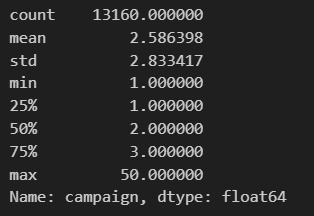 count    13160.000000
mean         2.586398
std          2.833417
min          1.000000
25%          1.000000
50%          2.000000
75%          3.000000
max         50.000000
Name: campaign, dtype: float64